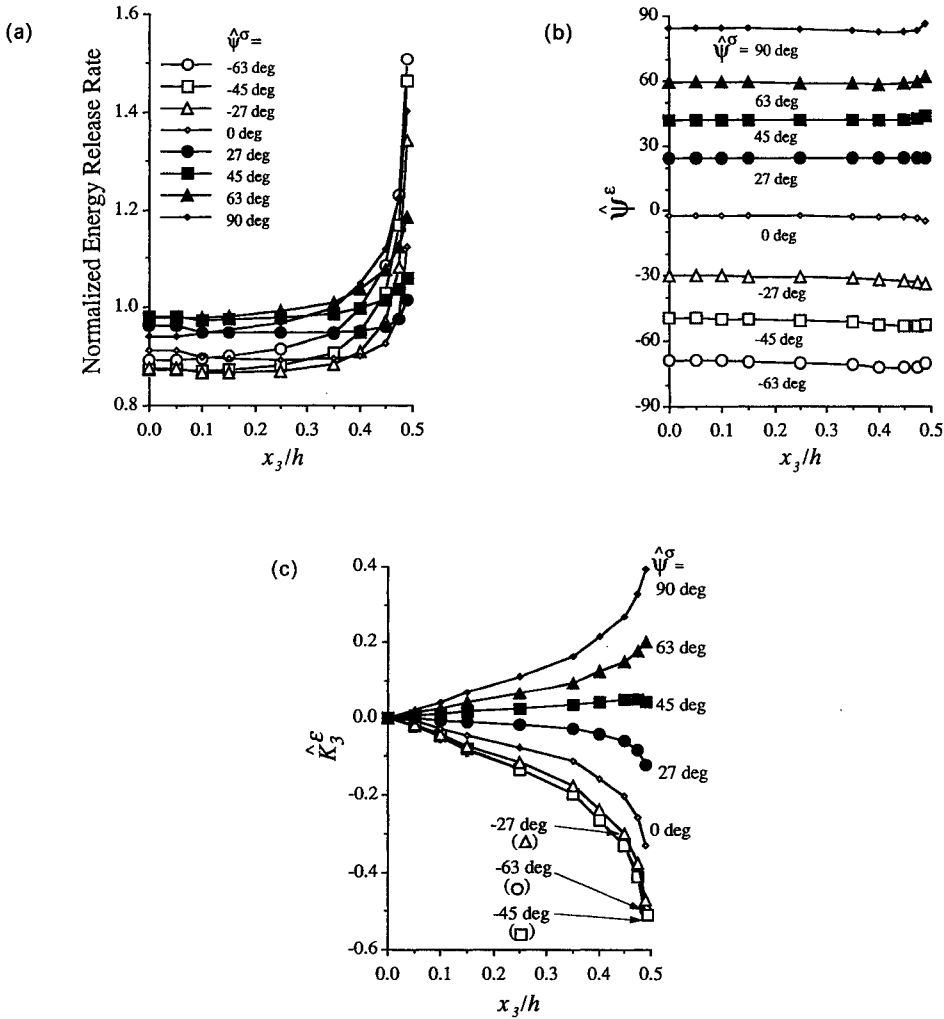 (a)
Normalized Energy Release Rate
1.6
1.4
1.2
1.0
0.8
0.0 0.1 0.2 0.3 0.4 0.5
x₃/h
ψ̂^σ =
-63 deg
-45 deg
-27 deg
0 deg
27 deg
45 deg
63 deg
90 deg
(b)
ψ̂^ε
90
60
30
0
-30
-60
-90
0.0 0.1 0.2 0.3 0.4 0.5
x₃/h
ψ̂^σ = 90 deg
63 deg
45 deg
27 deg
0 deg
-27 deg
-45 deg
-63 deg
(c)
K̂₃^ε
0.4
0.2
0.0
-0.2
-0.4
-0.6
0.0 0.1 0.2 0.3 0.4 0.5
x₃/h
ψ̂^σ =
90 deg
63 deg
45 deg
27 deg
0 deg
-27 deg
(△)
-63 deg
(○)
-45 deg
(□)